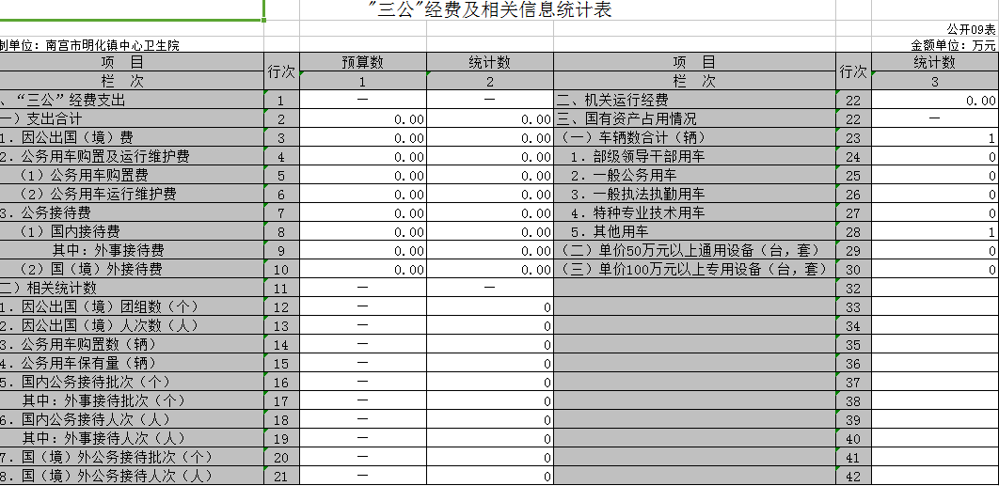 "三公"经费及相关信息统计表
公开09表
制单位：南宫市明化镇中心卫生院 金额单位：万元
项 目 行次 预算数 统计数 项 目 行次 统计数
栏 次 1 2 栏 次 3
、“三公”经费支出 1 — — 二、机关运行经费 22 0.00
一）支出合计 2 0.00 0.00 三、国有资产占用情况 22 —
1．因公出国（境）费 3 0.00 0.00 （一）车辆数合计（辆） 23 1
2．公务用车购置及运行维护费 4 0.00 0.00 1．部级领导干部用车 24 0
（1）公务用车购置费 5 0.00 0.00 2．一般公务用车 25 0
（2）公务用车运行维护费 6 0.00 0.00 3．一般执法执勤用车 26 0
3．公务接待费 7 0.00 0.00 4．特种专业技术用车 27 0
（1）国内接待费 8 0.00 0.00 5．其他用车 28 1
其中：外事接待费 9 0.00 0.00 （二）单价50万元以上通用设备（台，套） 29 0
（2）国（境）外接待费 10 0.00 0.00 （三）单价100万元以上专用设备（台，套） 30 0
二）相关统计数 11 — — 32
1．因公出国（境）团组数（个） 12 — 0 33
2．因公出国（境）人次数（人） 13 — 0 34
3．公务用车购置数（辆） 14 — 0 35
4．公务用车保有量（辆） 15 — 0 36
5．国内公务接待批次（个） 16 — 0 37
其中：外事接待批次（个） 17 — 0 38
6．国内公务接待人次（人） 18 — 0 39
其中：外事接待人次（人） 19 — 0 40
7．国（境）外公务接待批次（个） 20 — 0 41
8．国（境）外公务接待人次（人） 21 — 0 42